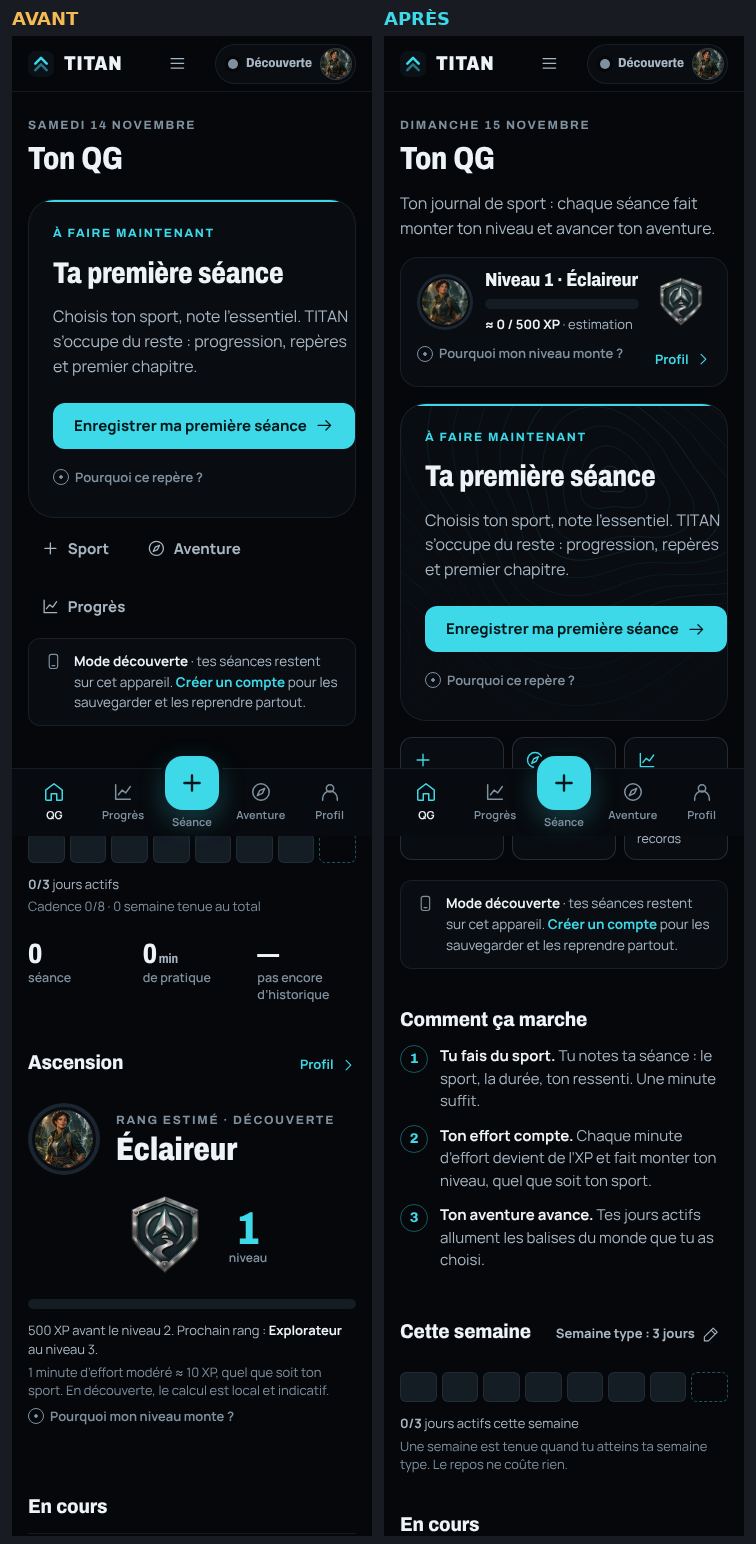 AVANT
TITAN
Découverte
SAMEDI 14 NOVEMBRE
Ton QG
À FAIRE MAINTENANT
Ta première séance
Choisis ton sport, note l'essentiel. TITAN
s'occupe du reste : progression, repères
et premier chapitre.
Enregistrer ma première séance
Pourquoi ce repère ?
Sport
Aventure
Progrès
Mode découverte · tes séances restent
sur cet appareil. Créer un compte pour les
sauvegarder et les reprendre partout.
QG
Progrès
Séance
Aventure
Profil
0/3 jours actifs
Cadence 0/8 · 0 semaine tenue au total
0
séance
0 min
de pratique
—
pas encore
d'historique
Ascension
Profil
RANG ESTIMÉ · DÉCOUVERTE
Éclaireur
1
niveau
500 XP avant le niveau 2. Prochain rang : Explorateur
au niveau 3.
1 minute d'effort modéré ≈ 10 XP, quel que soit ton
sport. En découverte, le calcul est local et indicatif.
Pourquoi mon niveau monte ?
En cours
APRÈS
TITAN
Découverte
DIMANCHE 15 NOVEMBRE
Ton QG
Ton journal de sport : chaque séance fait
monter ton niveau et avancer ton aventure.
Niveau 1 · Éclaireur
≈ 0 / 500 XP · estimation
Pourquoi mon niveau monte ?
Profil
À FAIRE MAINTENANT
Ta première séance
Choisis ton sport, note l'essentiel. TITAN
s'occupe du reste : progression, repères
et premier chapitre.
Enregistrer ma première séance
Pourquoi ce repère ?
QG
Progrès
Séance
Aventure
Profil
records
Mode découverte · tes séances restent
sur cet appareil. Créer un compte pour les
sauvegarder et les reprendre partout.
Comment ça marche
1
Tu fais du sport. Tu notes ta séance : le
sport, la durée, ton ressenti. Une minute
suffit.
2
Ton effort compte. Chaque minute
d'effort devient de l'XP et fait monter ton
niveau, quel que soit ton sport.
3
Ton aventure avance. Tes jours actifs
allument les balises du monde que tu as
choisi.
Cette semaine
Semaine type : 3 jours
0/3 jours actifs cette semaine
Une semaine est tenue quand tu atteins ta semaine
type. Le repos ne coûte rien.
En cours